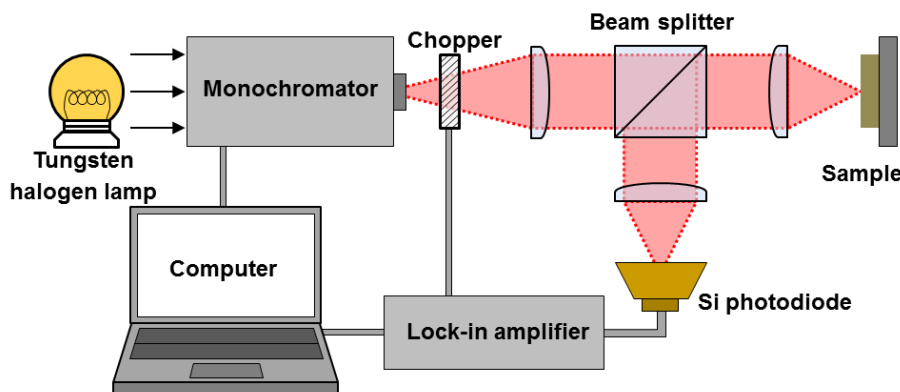 Beam splitter
Chopper
Monochromator
Tungsten
halogen lamp
Sample
Computer
Si photodiode
Lock-in amplifier